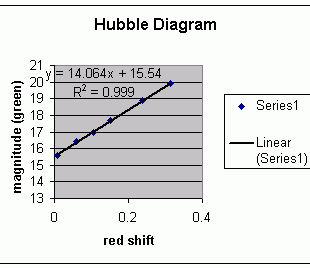 Hubble Diagram
magnitude (green)
21
20
19
18
17
16
15
14
13
y = 14.064x + 15.54
R² = 0.999
0
0.2
0.4
red shift
Series1
Linear
(Series1)